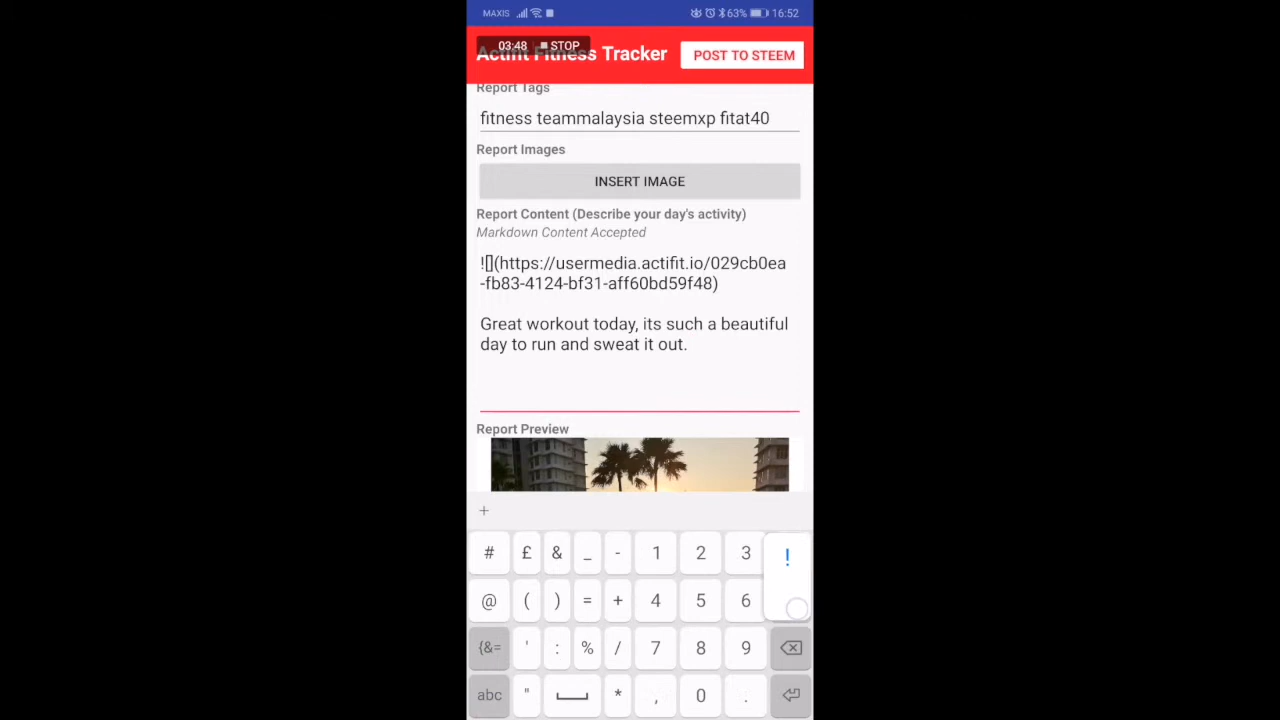 MAXIS 63% 16:52
03:48 STOP
Actifit Fitness Tracker POST TO STEEM
Report Tags
fitness teammalaysia steemxp fitat40
Report Images
INSERT IMAGE
Report Content (Describe your day's activity)
Markdown Content Accepted
![](https://usermedia.actifit.io/029cb0ea
-fb83-4124-bf31-aff60bd59f48)
Great workout today, its such a beautiful
day to run and sweat it out.
Report Preview
+
# £ & _ - 1 2 3 !
@ ( ) = + 4 5 6
{&= ' : % / 7 8 9
abc " * , 0 .